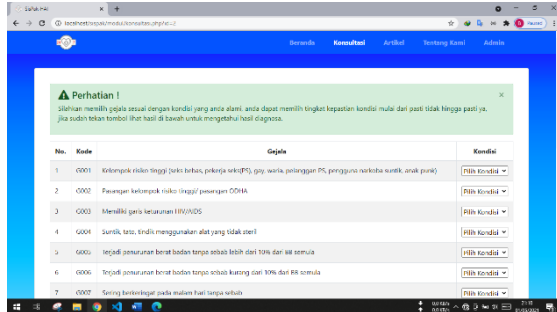 SiPak HIV
localhost/sipak/modul/konsultasi.php?id=2
Paused
Beranda Konsultasi Artikel Tentang Kami Admin
Perhatian !
Silahkan memilih gejala sesuai dengan kondisi yang anda alami, anda dapat memilih tingkat kepastian kondisi mulai dari pasti tidak hingga pasti ya,
jika sudah tekan tombol lihat hasil di bawah untuk mengetahui hasil diagnosa.
No. Kode Gejala Kondisi
1 G001 Kelompok risiko tinggi (seks bebas, pekerja seks(PS), gay, waria, pelanggan PS, pengguna narkoba suntik, anak punk) Pilih Kondisi
2 G002 Pasangan kelompok risiko tinggi/ pasangan ODHA Pilih Kondisi
3 G003 Memiliki garis keturunan HIV/AIDS Pilih Kondisi
4 G004 Suntik, tato, tindik menggunakan alat yang tidak steril Pilih Kondisi
5 G005 Terjadi penurunan berat badan tanpa sebab lebih dari 10% dari BB semula Pilih Kondisi
6 G006 Terjadi penurunan berat badan tanpa sebab kurang dari 10% dari BB semula Pilih Kondisi
7 G007 Sering berkeringat pada malam hari tanpa sebab Pilih Kondisi